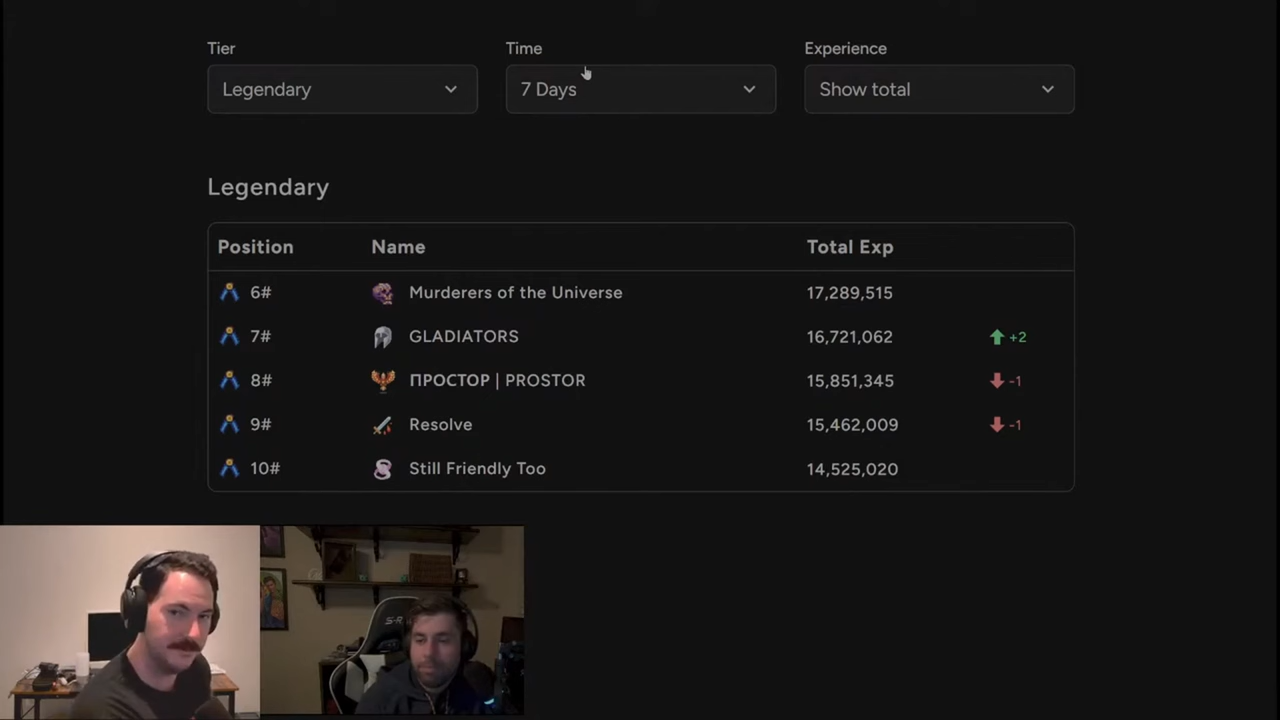 Tier Time Experience
Legendary 7 Days Show total
Legendary
Position Name Total Exp
6# Murderers of the Universe 17,289,515
7# GLADIATORS 16,721,062 +2
8# ПРОСТОР | PROSTOR 15,851,345 -1
9# Resolve 15,462,009 -1
10# Still Friendly Too 14,525,020